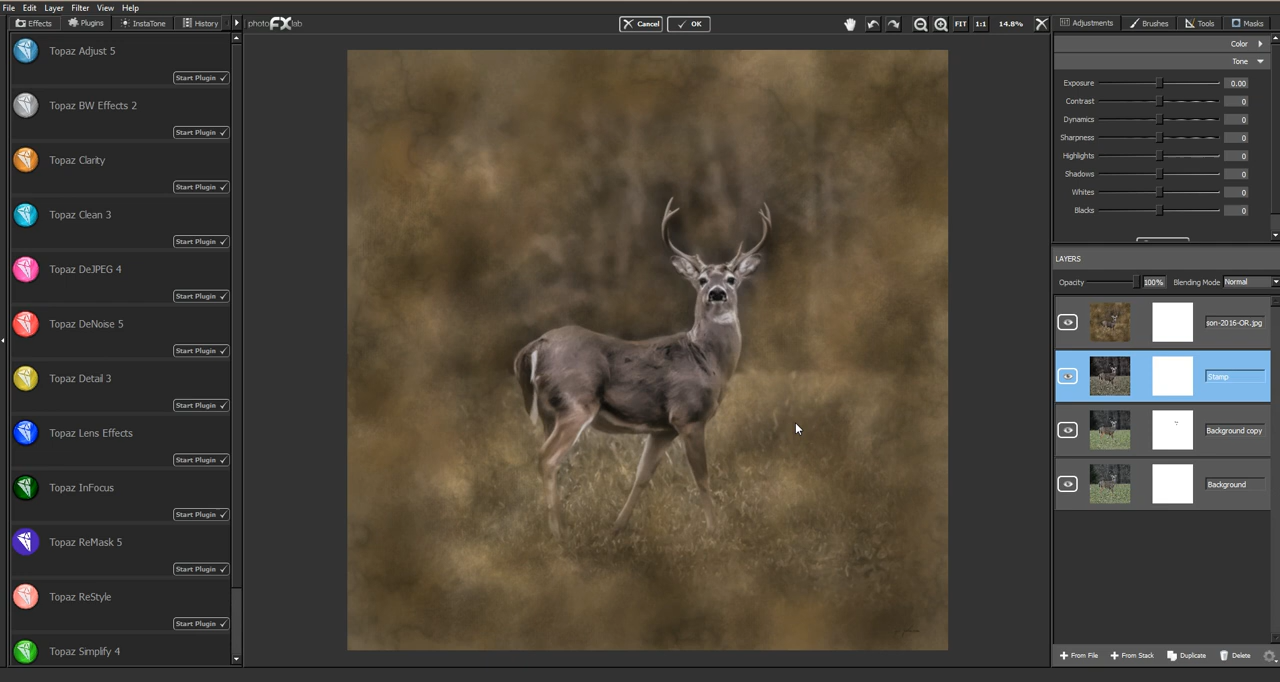 File Edit Layer Filter View Help
Effects Plugins InstaTone History
photoFXlab
Cancel OK
FIT 1:1 14.8%
Adjustments Brushes Tools Masks
Topaz Adjust 5
Start Plugin
Topaz BW Effects 2
Start Plugin
Topaz Clarity
Start Plugin
Topaz Clean 3
Start Plugin
Topaz DeJPEG 4
Start Plugin
Topaz DeNoise 5
Start Plugin
Topaz Detail 3
Start Plugin
Topaz Lens Effects
Start Plugin
Topaz InFocus
Start Plugin
Topaz ReMask 5
Start Plugin
Topaz ReStyle
Start Plugin
Topaz Simplify 4
Color
Tone
Exposure 0.00
Contrast 0
Dynamics 0
Sharpness 0
Highlights 0
Shadows 0
Whites 0
Blacks 0
LAYERS
Opacity 100% Blending Mode Normal
son-2016-OR.jpg
Stamp
Background copy
Background
From File From Stack Duplicate Delete